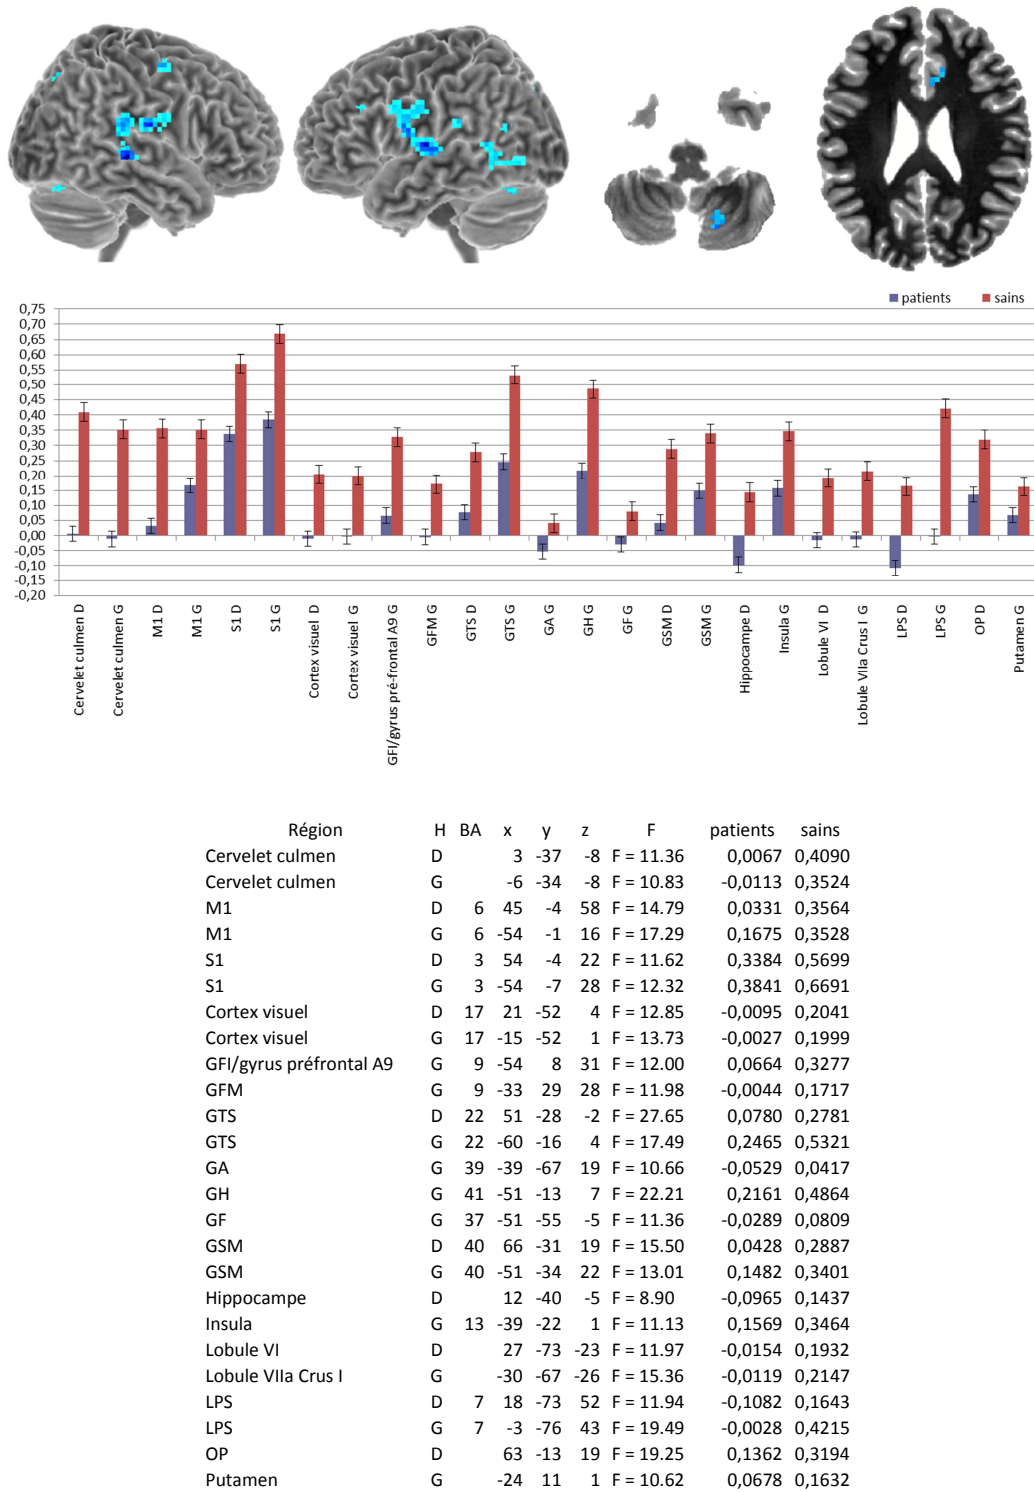 patients sains
0,75
0,70
0,65
0,60
0,55
0,50
0,45
0,40
0,35
0,30
0,25
0,20
0,15
0,10
0,05
0,00
-0,05
-0,10
-0,15
-0,20
Cervelet culmen D
Cervelet culmen G
M1 D
M1 G
S1 D
S1 G
Cortex visuel D
Cortex visuel G
GFI/gyrus pré-frontal A9 G
GFM G
GTS D
GTS G
GA G
GH G
GF G
GSM D
GSM G
Hippocampe D
Insula G
Lobule VI D
Lobule VIIa Crus I G
LPS D
LPS G
OP D
Putamen G
Région H BA x y z F patients sains
Cervelet culmen D 3 -37 -8 F = 11.36 0,0067 0,4090
Cervelet culmen G -6 -34 -8 F = 10.83 -0,0113 0,3524
M1 D 6 45 -4 58 F = 14.79 0,0331 0,3564
M1 G 6 -54 -1 16 F = 17.29 0,1675 0,3528
S1 D 3 54 -4 22 F = 11.62 0,3384 0,5699
S1 G 3 -54 -7 28 F = 12.32 0,3841 0,6691
Cortex visuel D 17 21 -52 4 F = 12.85 -0,0095 0,2041
Cortex visuel G 17 -15 -52 1 F = 13.73 -0,0027 0,1999
GFI/gyrus préfrontal A9 G 9 -54 8 31 F = 12.00 0,0664 0,3277
GFM G 9 -33 29 28 F = 11.98 -0,0044 0,1717
GTS D 22 51 -28 -2 F = 27.65 0,0780 0,2781
GTS G 22 -60 -16 4 F = 17.49 0,2465 0,5321
GA G 39 -39 -67 19 F = 10.66 -0,0529 0,0417
GH G 41 -51 -13 7 F = 22.21 0,2161 0,4864
GF G 37 -51 -55 -5 F = 11.36 -0,0289 0,0809
GSM D 40 66 -31 19 F = 15.50 0,0428 0,2887
GSM G 40 -51 -34 22 F = 13.01 0,1482 0,3401
Hippocampe D 12 -40 -5 F = 8.90 -0,0965 0,1437
Insula G 13 -39 -22 1 F = 11.13 0,1569 0,3464
Lobule VI D 27 -73 -23 F = 11.97 -0,0154 0,1932
Lobule VIIa Crus I G -30 -67 -26 F = 15.36 -0,0119 0,2147
LPS D 7 18 -73 52 F = 11.94 -0,1082 0,1643
LPS G 7 -3 -76 43 F = 19.49 -0,0028 0,4215
OP D 63 -13 19 F = 19.25 0,1362 0,3194
Putamen G -24 11 1 F = 10.62 0,0678 0,1632